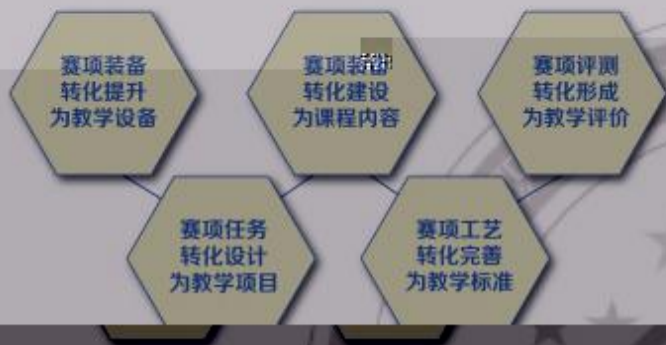 赛项装备
转化提升
为教学设备
赛项
转化建设
为课程内容
赛项评测
转化形成
为教学评价
赛项任务
转化设计
为教学项目
赛项工艺
转化完善
为教学标准